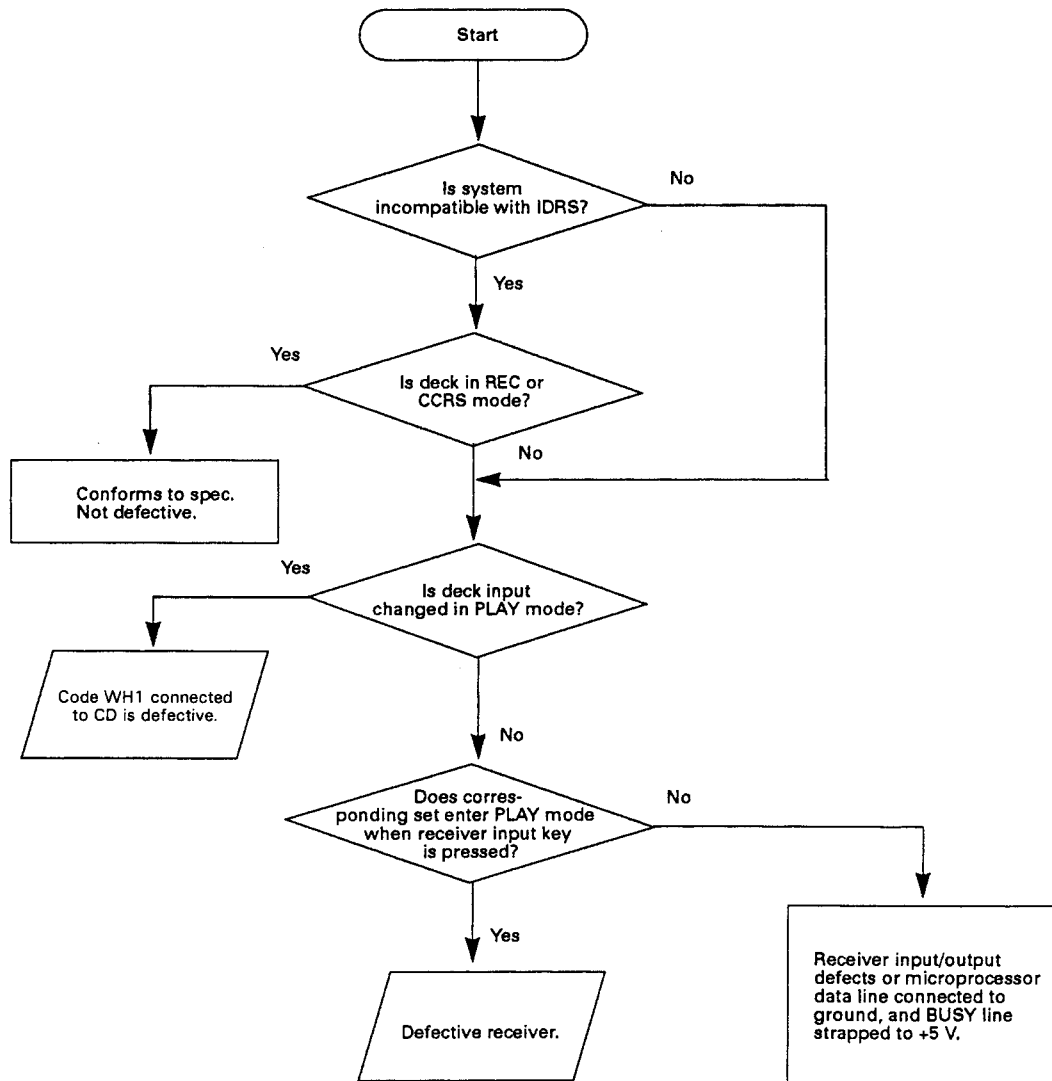 Start
Is system
incompatible with IDRS?
No
Yes
Yes
Is deck in REC or
CCRS mode?
No
Conforms to spec.
Not defective.
Yes
Is deck input
changed in PLAY mode?
Code WH1 connected
to CD is defective.
No
Does corres-
ponding set enter PLAY mode
when receiver input key
is pressed?
No
Yes
Defective receiver.
Receiver input/output
defects or microprocessor
data line connected to
ground, and BUSY line
strapped to +5 V.